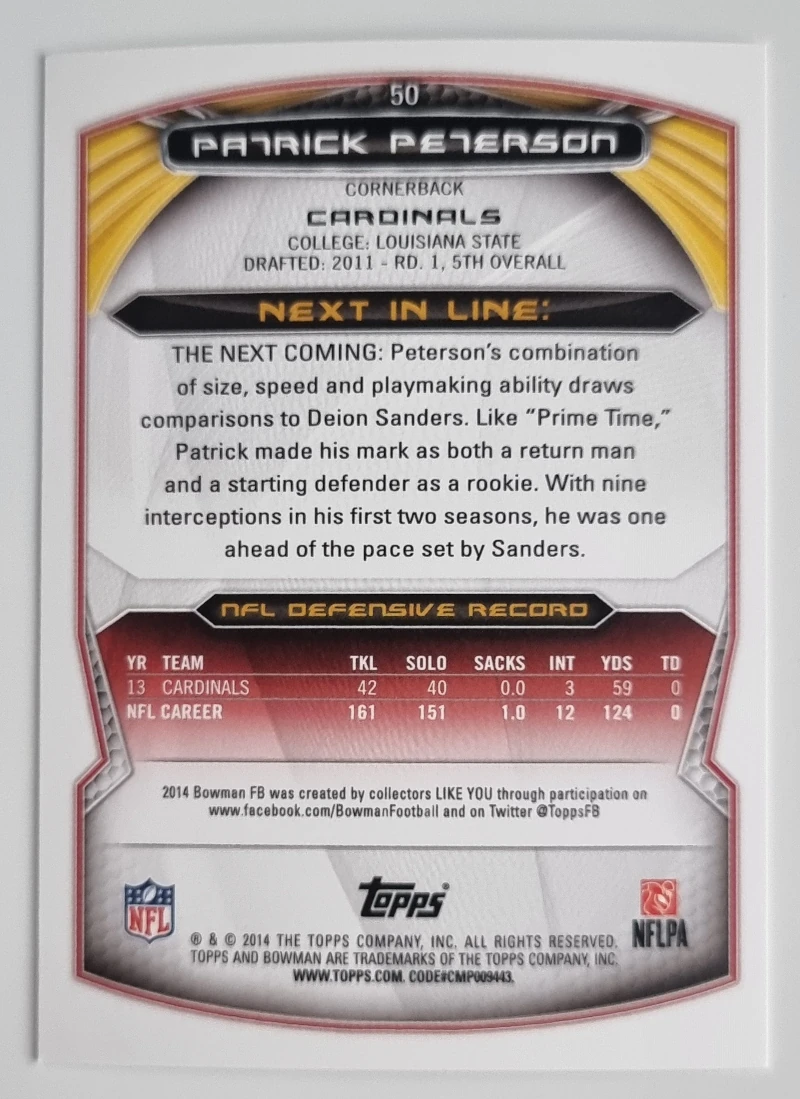 50
PATRICK PETERSON
CORNERBACK
CARDINALS
COLLEGE: LOUISIANA STATE
DRAFTED: 2011 - RD. 1, 5TH OVERALL
NEXT IN LINE:
THE NEXT COMING: Peterson's combination
of size, speed and playmaking ability draws
comparisons to Deion Sanders. Like "Prime Time,"
Patrick made his mark as both a return man
and a starting defender as a rookie. With nine
interceptions in his first two seasons, he was one
ahead of the pace set by Sanders.
NFL DEFENSIVE RECORD
YR TEAM TKL SOLO SACKS INT YDS TD
13 CARDINALS 42 40 0.0 3 59 0
NFL CAREER 161 151 1.0 12 124 0
2014 Bowman FB was created by collectors LIKE YOU through participation on
www.facebook.com/BowmanFootball and on Twitter @ToppsFB
NFL
Topps®
NFLPA
® & © 2014 THE TOPPS COMPANY, INC. ALL RIGHTS RESERVED.
TOPPS AND BOWMAN ARE TRADEMARKS OF THE TOPPS COMPANY, INC.
WWW.TOPPS.COM. CODE#CMP009443.